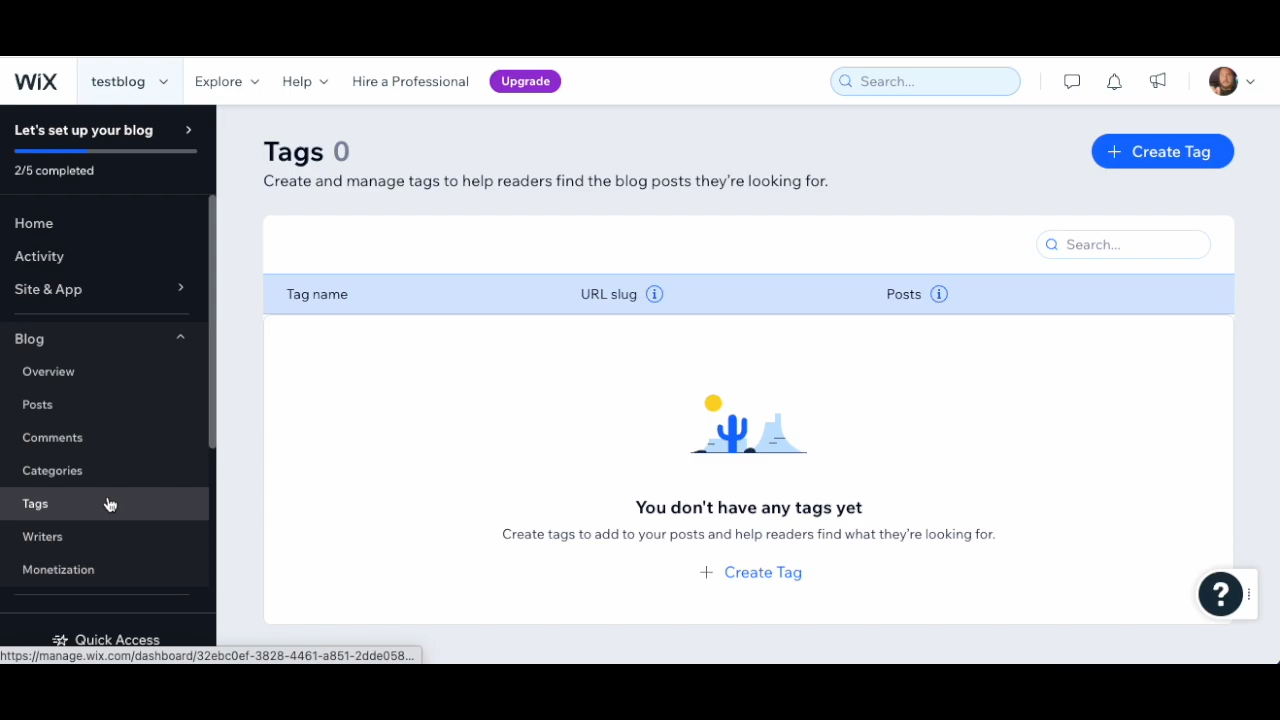 WiX testblog Explore Help Hire a Professional Upgrade Search...
Let's set up your blog
2/5 completed
Home
Activity
Site & App
Blog
Overview
Posts
Comments
Categories
Tags
Writers
Monetization
Quick Access
https://manage.wix.com/dashboard/32ebc0ef-3828-4461-a851-2dde058...
Tags 0
+ Create Tag
Create and manage tags to help readers find the blog posts they're looking for.
Search...
Tag name URL slug i Posts i
You don't have any tags yet
Create tags to add to your posts and help readers find what they're looking for.
+ Create Tag
?